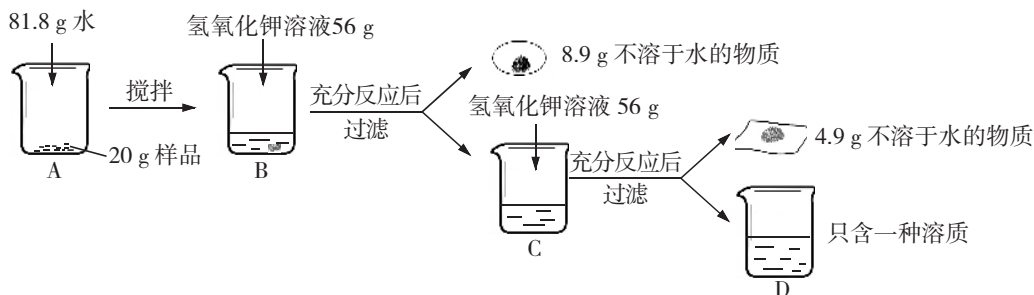 81.8 g 水
氢氧化钾溶液56 g
8.9 g 不溶于水的物质
搅拌
充分反应后
过滤
氢氧化钾溶液 56 g
20 g 样品
A
B
4.9 g 不溶于水的物质
充分反应后
过滤
C
只含一种溶质
D